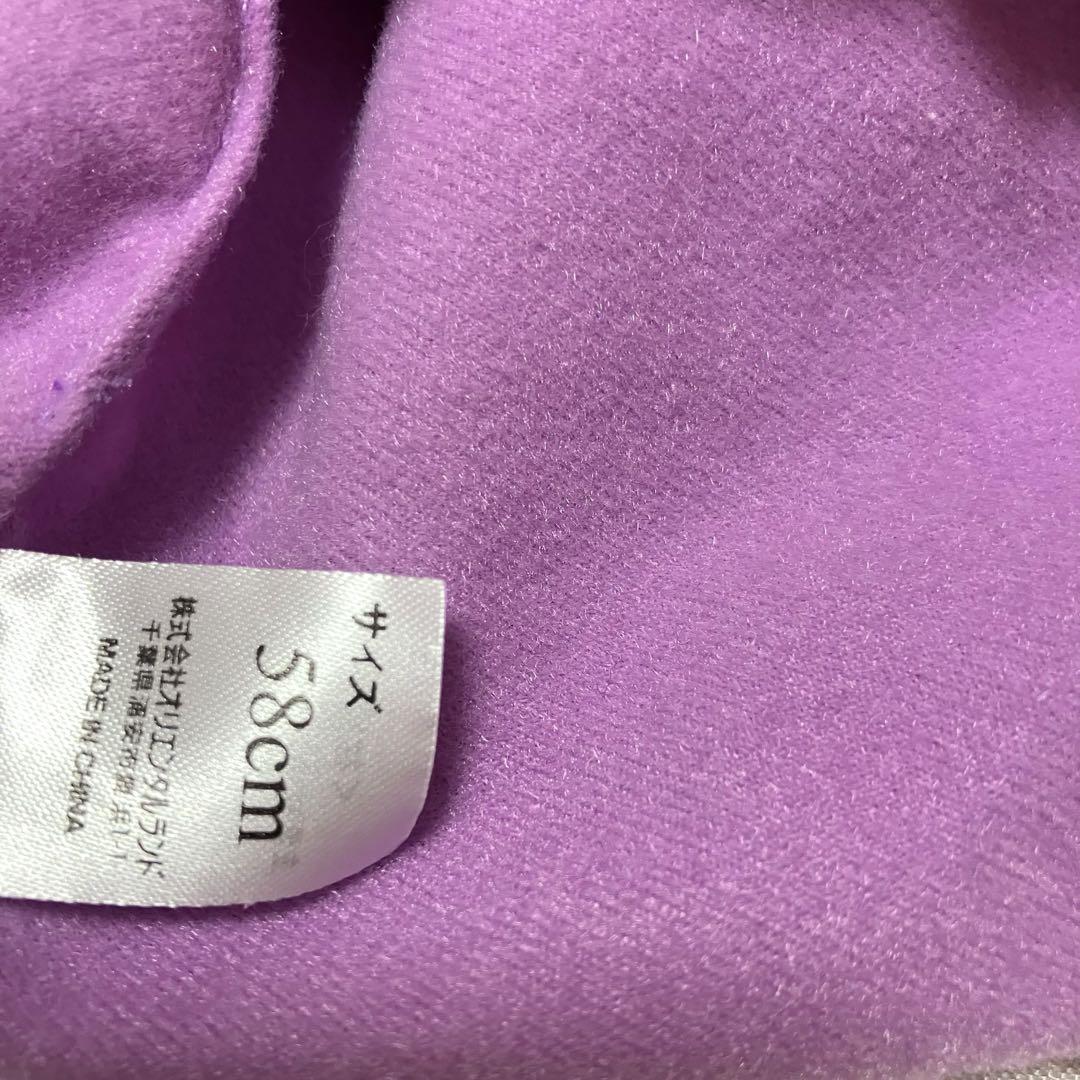 サイズ
58cm
株式会社オリエンタルランド
千葉県浦安市舞浜1-1
MADE IN CHINA